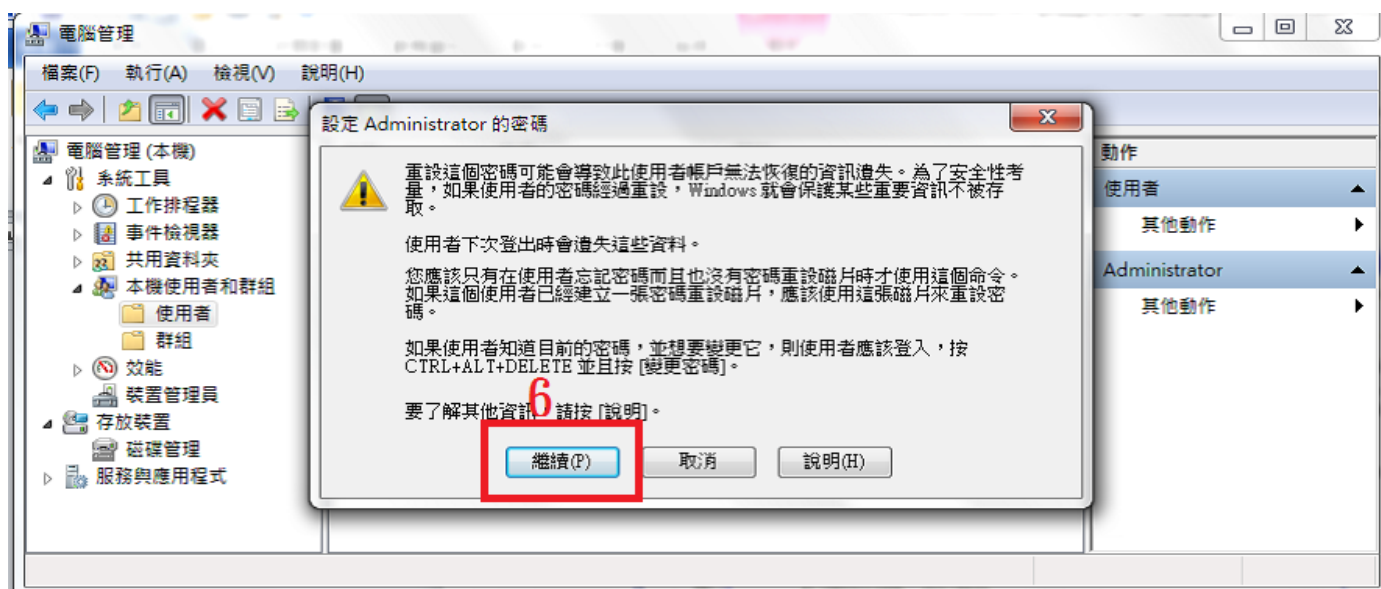 電腦管理
檔案(F) 執行(A) 檢視(V) 說明(H)
設定 Administrator 的密碼
電腦管理 (本機)
系統工具
工作排程器
事件檢視器
共用資料夾
本機使用者和群組
使用者
群組
效能
裝置管理員
存放裝置
磁碟管理
服務與應用程式
重設這個密碼可能會導致此使用者帳戶無法恢復的資訊遺失。為了安全性考
量，如果使用者的密碼經過重設，Windows 就會保護某些重要資訊不被存
取。
使用者下次登出時會遺失這些資料。
您應該只有在使用者忘記密碼而且也沒有密碼重設磁片時才使用這個命令。
如果這個使用者已經建立一張密碼重設磁片，應該使用這張磁片來重設密
碼。
如果使用者知道目前的密碼，並想要變更它，則使用者應該登入，按
CTRL+ALT+DELETE 並且按 [變更密碼]。
要了解其他資訊 請按 [說明]。
6
繼續(P) 取消 說明(H)
動作
使用者
其他動作
Administrator
其他動作